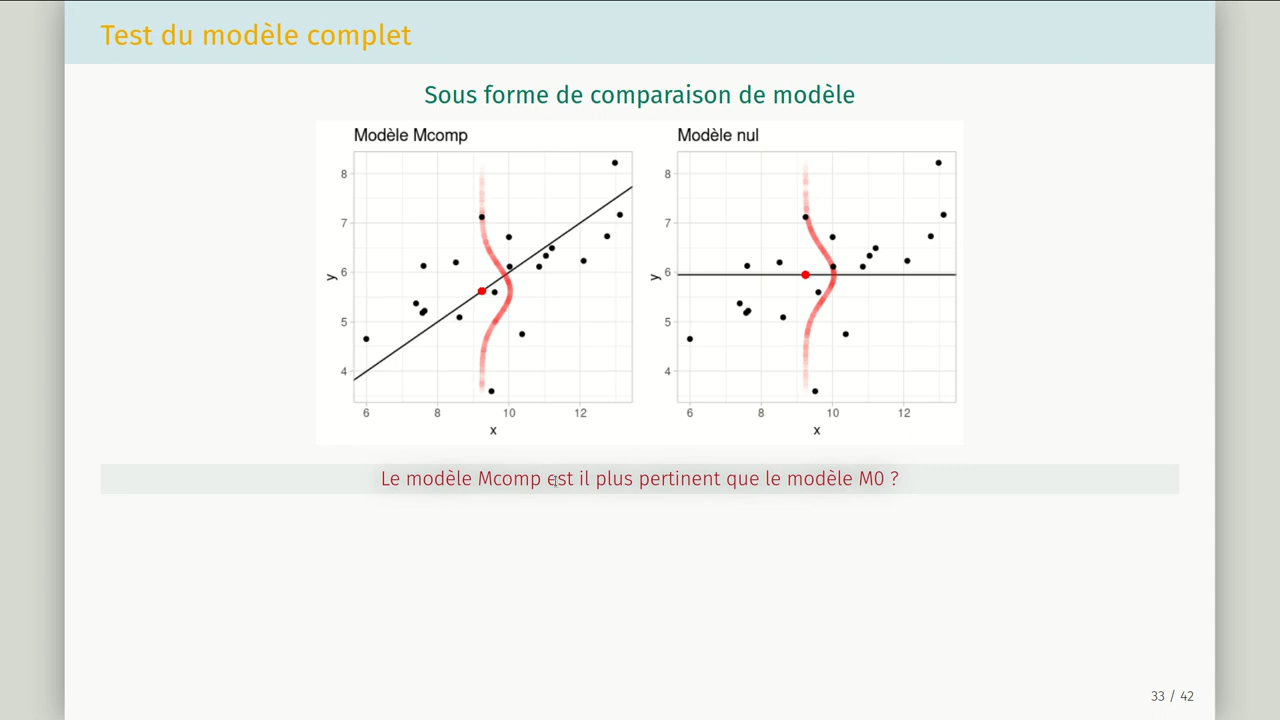 Test du modèle complet
Sous forme de comparaison de modèle
Modèle Mcomp
8
7
6
5
4
y
6 8 10 12
x
Modèle nul
8
7
6
5
4
y
6 8 10 12
x
Le modèle Mcomp est il plus pertinent que le modèle M0 ?
33 / 42